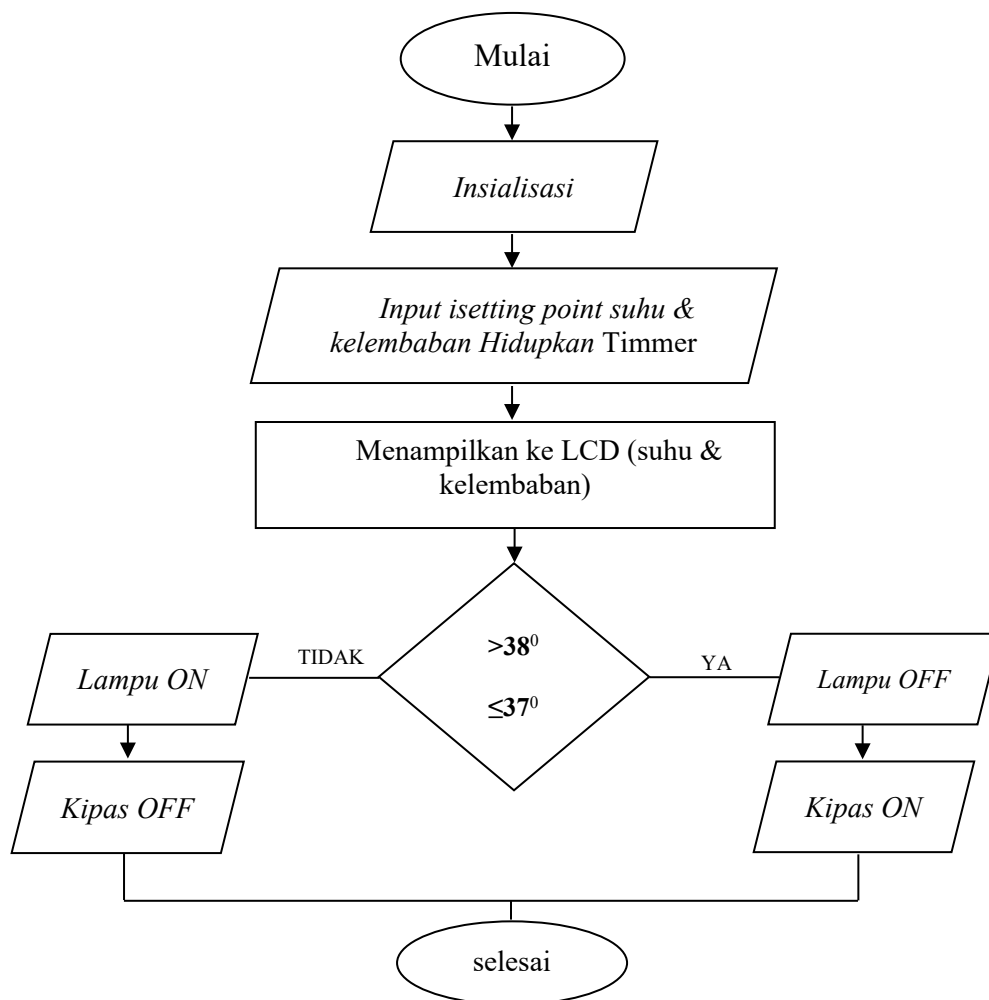 Mulai
Insialisasi
Input isetting point suhu &
kelembaban Hidupkan Timmer
Menampilkan ke LCD (suhu &
kelembaban)
>38⁰
≤37⁰
TIDAK
YA
Lampu ON
Lampu OFF
Kipas OFF
Kipas ON
selesai